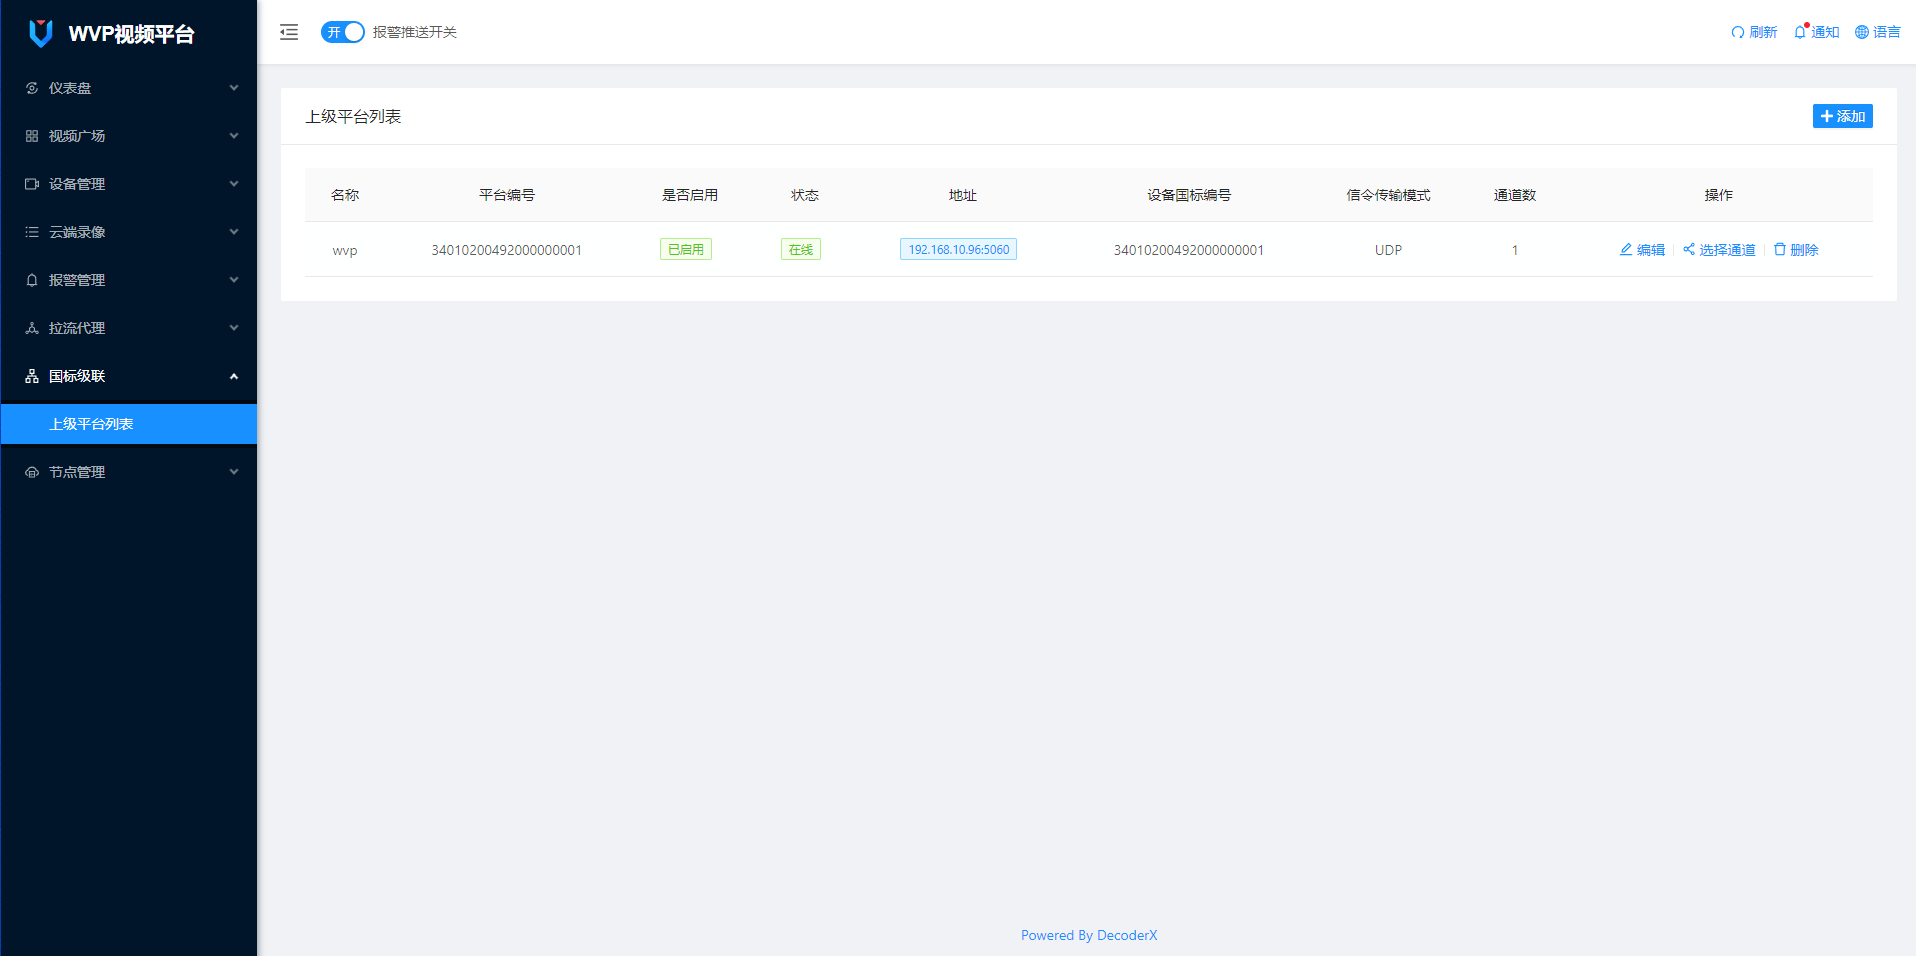 WVP视频平台
开 报警推送开关
刷新 通知 语言
仪表盘
视频广场
设备管理
云端录像
报警管理
拉流代理
国标级联
上级平台列表
节点管理
上级平台列表
添加
名称 平台编号 是否启用 状态 地址 设备国标编号 信令传输模式 通道数 操作
wvp 34010200492000000001 已启用 在线 192.168.10.96:5060 34010200492000000001 UDP 1 编辑 选择通道 删除
Powered By DecoderX